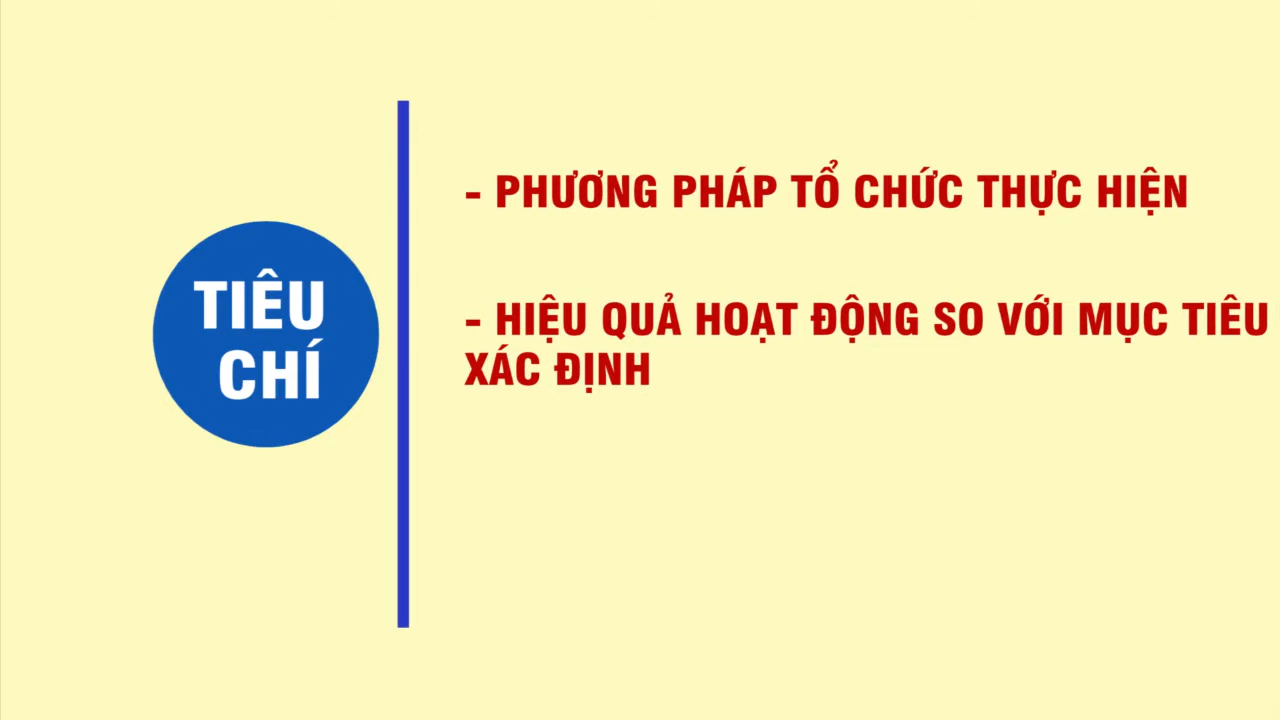 TIÊU
CHÍ
- PHƯƠNG PHÁP TỔ CHỨC THỰC HIỆN
- HIỆU QUẢ HOẠT ĐỘNG SO VỚI MỤC TIÊU
XÁC ĐỊNH